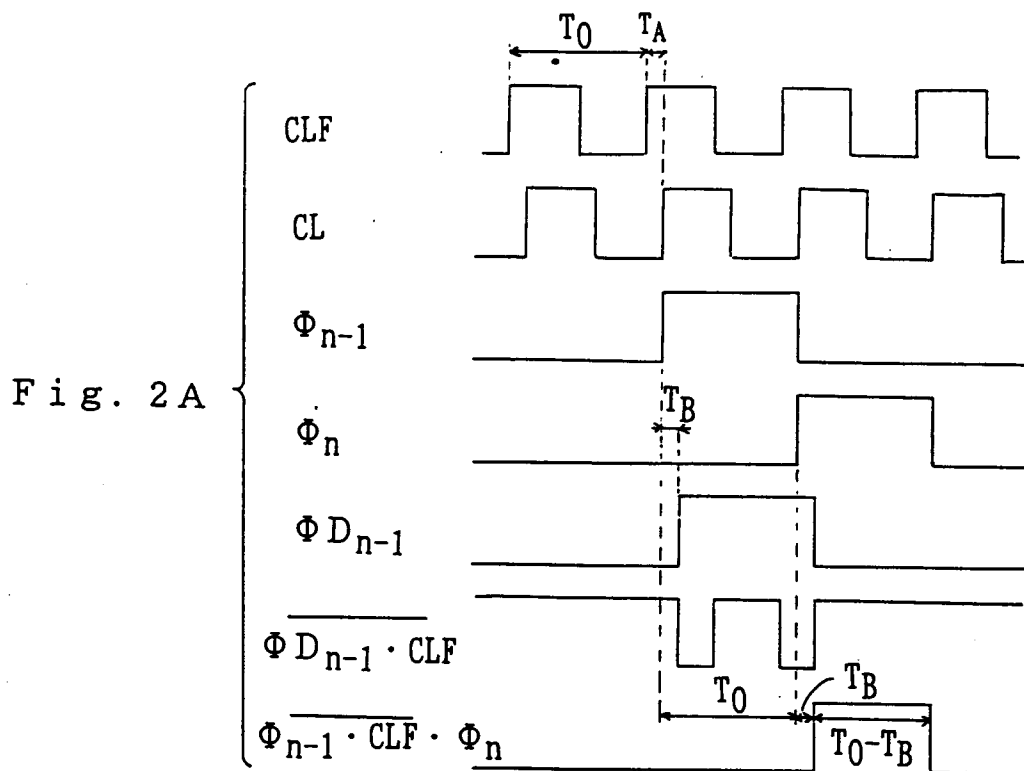 T0 TA
CLF
CL
Φn-1
Fig. 2A
TB
Φn
ΦDn-1
ΦDn-1 · CLF
T0 TB
Φn-1 · CLF · Φn
T0-TB